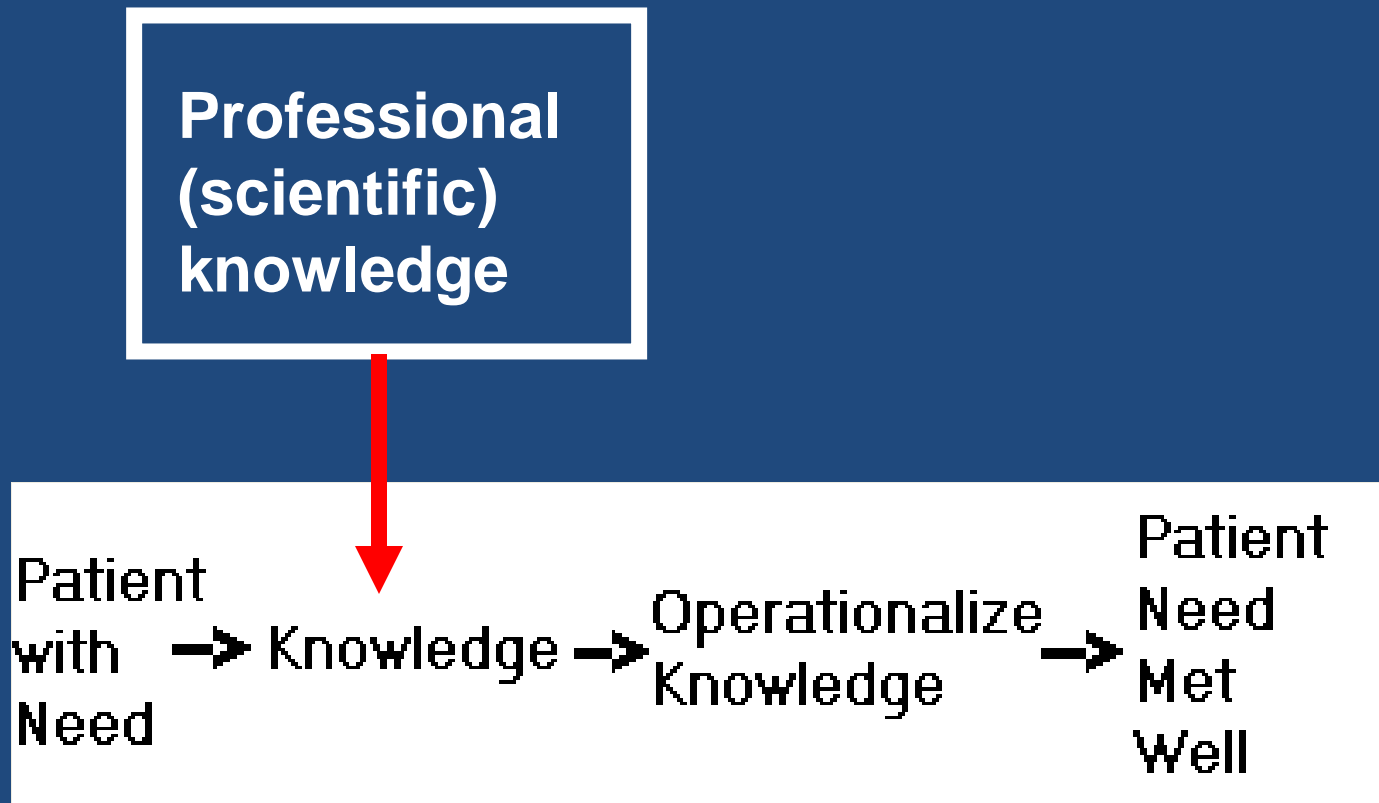 Professional
(scientific)
knowledge
Patient
with
Need
Knowledge
Operationalize
Knowledge
Patient
Need
Met
Well